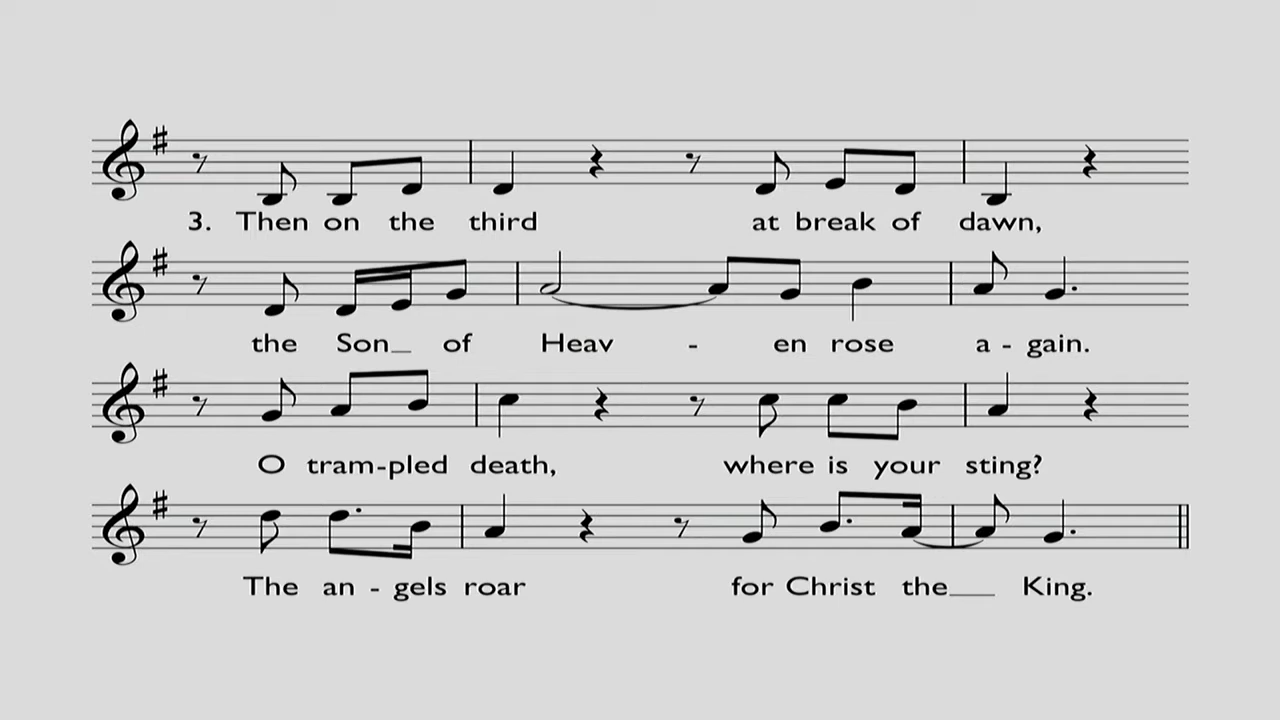 3. Then on the third at break of dawn,
the Son_ of Heav - en rose a - gain.
O tram-pled death, where is your sting?
The an - gels roar for Christ the__ King.